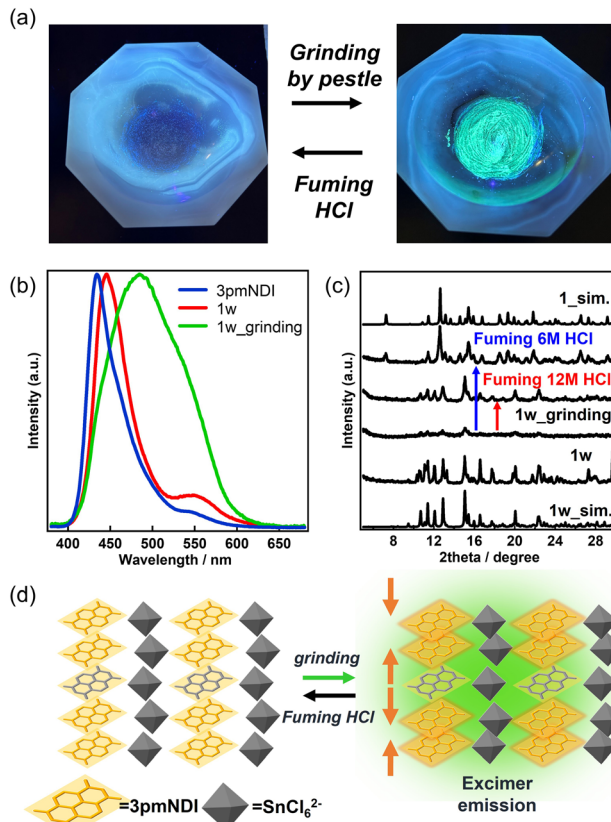 (a)
Grinding
by pestle
Fuming
HCl
(b)
3pmNDI
1w
1w_grinding
Intensity (a.u.)
400
450
500
550
600
650
Wavelength / nm
(c)
1_sim.
Fuming 6M HCl
Fuming 12M HCl
1w_grinding
1w
1w_sim.
Intensity (a.u.)
8
12
16
20
24
28
2theta / degree
(d)
grinding
Fuming HCl
=3pmNDI
=SnCl₆²⁻
Excimer
emission